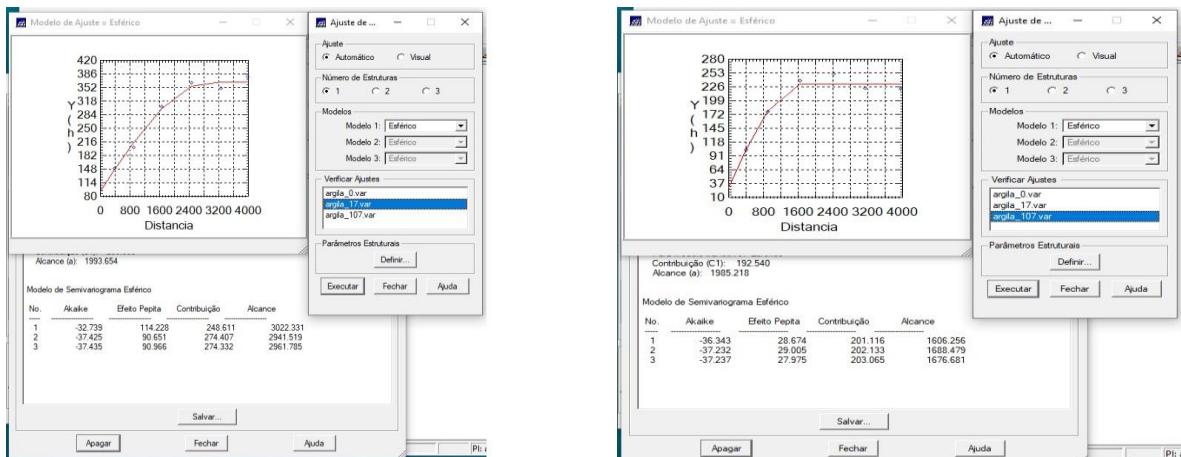 Modelo de Ajuste = Esférico
420
386
352
318
284
250
216
182
148
114
80
Y
(
h
)
0 800 1600 2400 3200 4000
Distancia
Alcance (a): 1993.654
Modelo de Semivariograma Esférico
No. Akaike Efeito Pepita Contribuição Alcance
1 -32.739 114.228 248.611 3022.331
2 -37.425 90.651 274.407 2941.519
3 -37.435 90.966 274.332 2961.785
Salvar...
Apagar Fechar Ajuda
Ajuste de ...
Ajuste
Automático Visual
Número de Estruturas
1 2 3
Modelos
Modelo 1: Esférico
Modelo 2: Esférico
Modelo 3: Esférico
Verificar Ajustes
argila_0.var
argila_17.var
argila_107.var
Parâmetros Estruturais
Definir...
Executar Fechar Ajuda
Modelo de Ajuste = Esférico
280
253
226
199
172
145
118
91
64
37
10
Y
(
h
)
0 800 1600 2400 3200 4000
Distancia
Contribuição (C1): 192.540
Alcance (a): 1985.218
Modelo de Semivariograma Esférico
No. Akaike Efeito Pepita Contribuição Alcance
1 -36.343 28.674 201.116 1606.256
2 -37.232 29.005 202.133 1688.479
3 -37.237 27.975 203.065 1676.681
Salvar...
Apagar Fechar Ajuda
Ajuste de ...
Ajuste
Automático Visual
Número de Estruturas
1 2 3
Modelos
Modelo 1: Esférico
Modelo 2: Esférico
Modelo 3: Esférico
Verificar Ajustes
argila_0.var
argila_17.var
argila_107.var
Parâmetros Estruturais
Definir...
Executar Fechar Ajuda